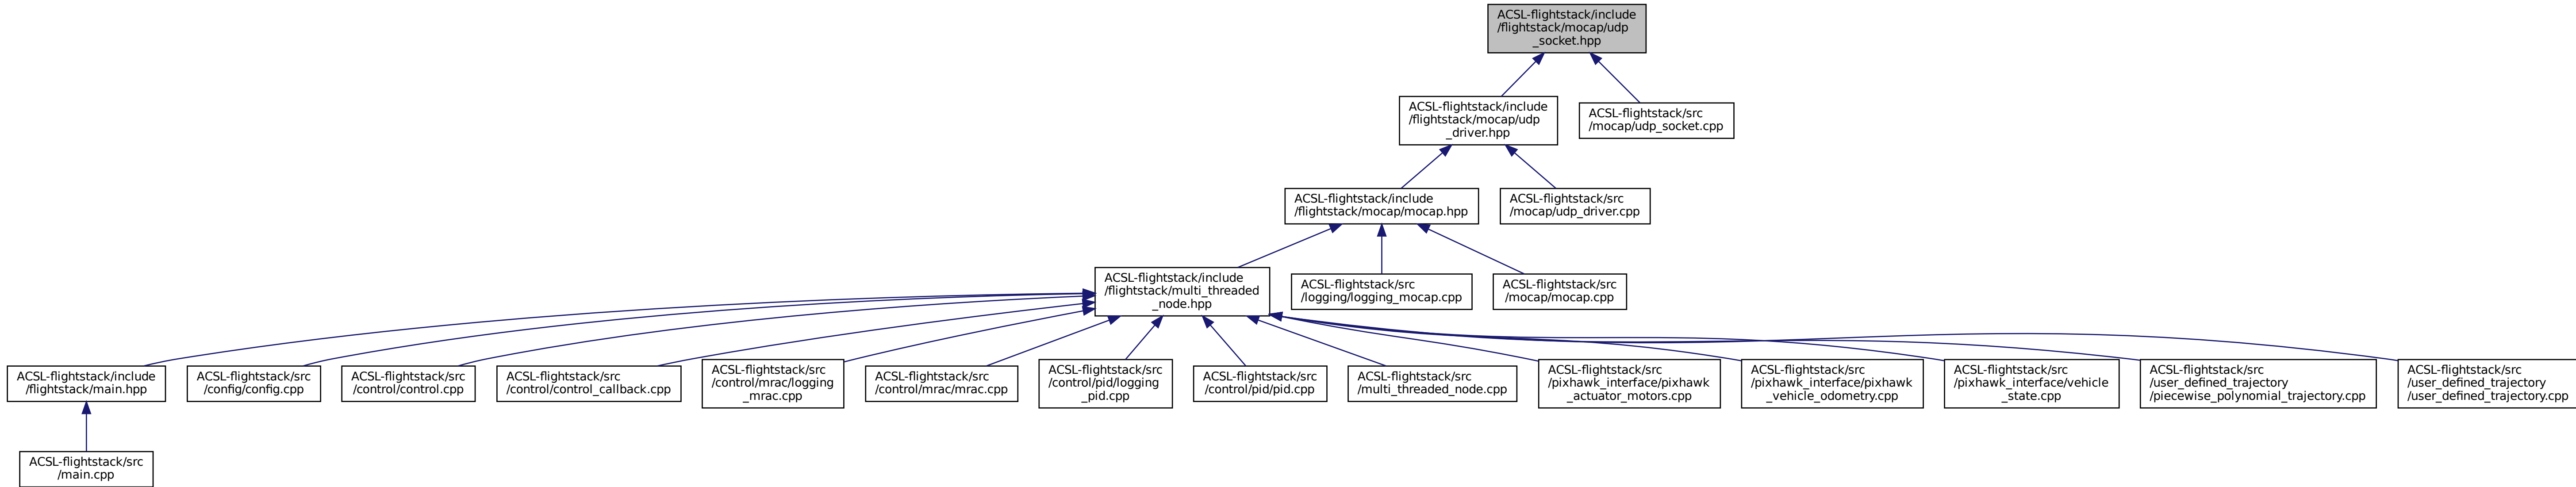 ACSL-flightstack/include
/flightstack/mocap/udp
_socket.hpp
ACSL-flightstack/include
/flightstack/mocap/udp
_driver.hpp
ACSL-flightstack/src
/mocap/udp_socket.cpp
ACSL-flightstack/include
/flightstack/mocap/mocap.hpp
ACSL-flightstack/src
/mocap/udp_driver.cpp
ACSL-flightstack/include
/flightstack/multi_threaded
_node.hpp
ACSL-flightstack/src
/logging/logging_mocap.cpp
ACSL-flightstack/src
/mocap/mocap.cpp
ACSL-flightstack/include
/flightstack/main.hpp
ACSL-flightstack/src
/config/config.cpp
ACSL-flightstack/src
/control/control.cpp
ACSL-flightstack/src
/control/control_callback.cpp
ACSL-flightstack/src
/control/mrac/logging
_mrac.cpp
ACSL-flightstack/src
/control/mrac/mrac.cpp
ACSL-flightstack/src
/control/pid/logging
_pid.cpp
ACSL-flightstack/src
/control/pid/pid.cpp
ACSL-flightstack/src
/multi_threaded_node.cpp
ACSL-flightstack/src
/pixhawk_interface/pixhawk
_actuator_motors.cpp
ACSL-flightstack/src
/pixhawk_interface/pixhawk
_vehicle_odometry.cpp
ACSL-flightstack/src
/pixhawk_interface/vehicle
_state.cpp
ACSL-flightstack/src
/user_defined_trajectory
/piecewise_polynomial_trajectory.cpp
ACSL-flightstack/src
/user_defined_trajectory
/user_defined_trajectory.cpp
ACSL-flightstack/src
/main.cpp